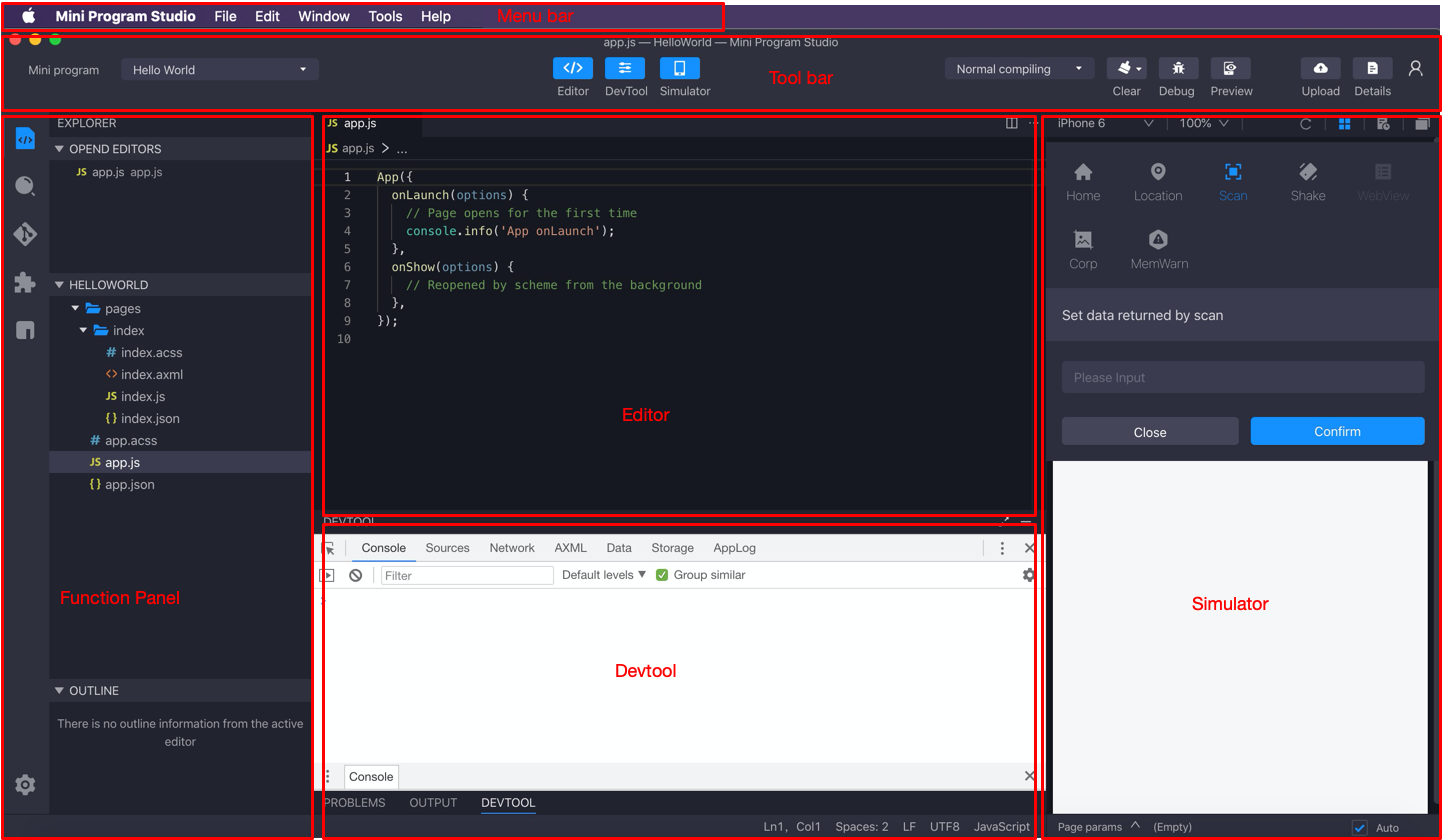 Mini Program Studio File Edit Window Tools Help Menu bar
app.js — HelloWorld — Mini Program Studio
Mini program Hello World Tool bar Normal compiling
Editor DevTool Simulator Clear Debug Preview Upload Details
EXPLORER
OPEND EDITORS
JS app.js app.js
HELLOWORLD
pages
index
# index.acss
<> index.axml
JS index.js
{} index.json
# app.acss
JS app.js
{} app.json
Function Panel
OUTLINE
There is no outline information from the active
editor
JS app.js
JS app.js > ...
1 App({
2 onLaunch(options) {
3 // Page opens for the first time
4 console.info('App onLaunch');
5 },
6 onShow(options) {
7 // Reopened by scheme from the background
8 },
9 });
10
Editor
DEVTOOL
Console Sources Network AXML Data Storage AppLog
Filter Default levels ▼ Group similar
Devtool
Console
PROBLEMS OUTPUT DEVTOOL
Ln1, Col1 Spaces: 2 LF UTF8 JavaScript
iPhone 6 100%
Home Location Scan Shake WebView
Corp MemWarn
Set data returned by scan
Please Input
Close Confirm
Simulator
Page params (Empty) Auto